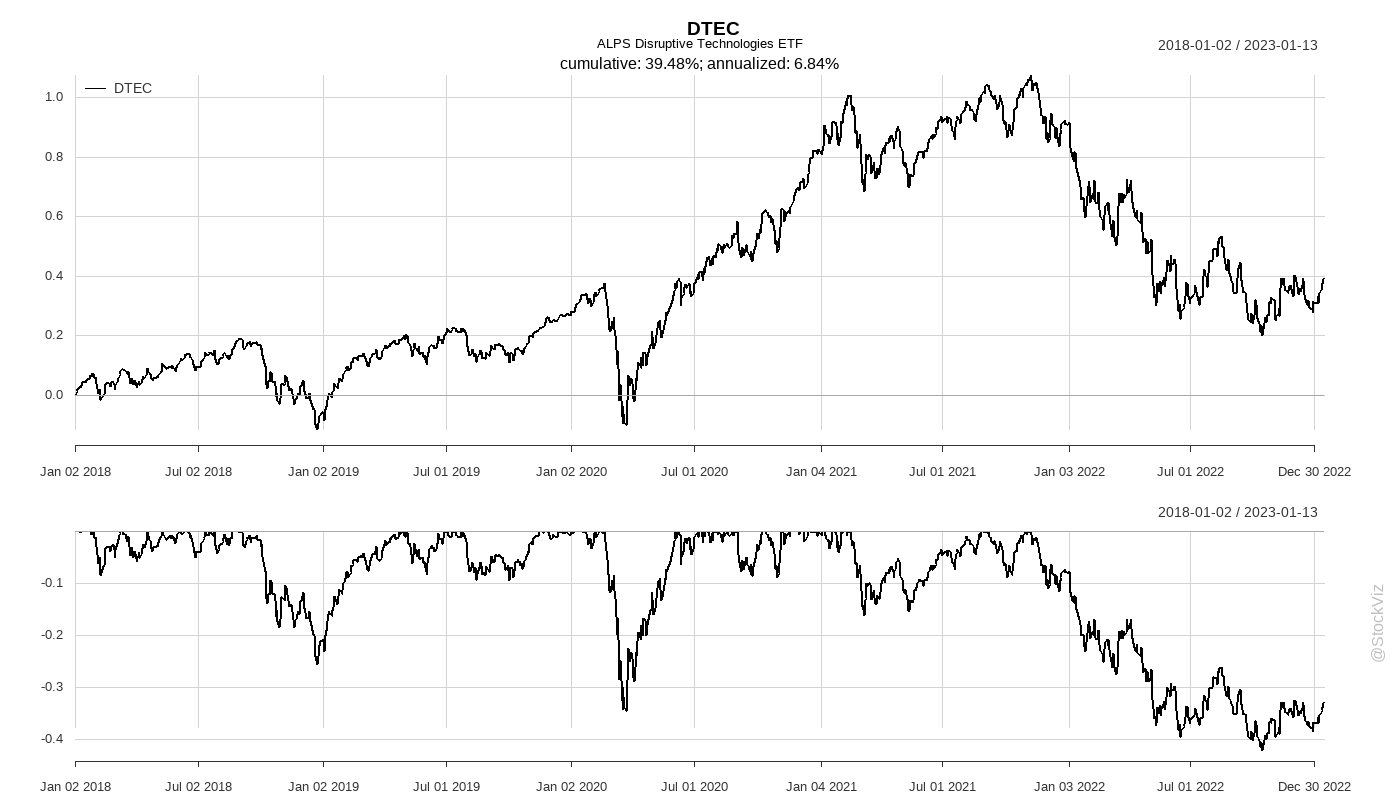 DTEC
ALPS Disruptive Technologies ETF
2018-01-02 / 2023-01-13
cumulative: 39.48%; annualized: 6.84%
DTEC
1.0
0.8
0.6
0.4
0.2
0.0
Jan 02 2018 Jul 02 2018 Jan 02 2019 Jul 01 2019 Jan 02 2020 Jul 01 2020 Jan 04 2021 Jul 01 2021 Jan 03 2022 Jul 01 2022 Dec 30 2022
2018-01-02 / 2023-01-13
-0.1
-0.2
-0.3
-0.4
Jan 02 2018 Jul 02 2018 Jan 02 2019 Jul 01 2019 Jan 02 2020 Jul 01 2020 Jan 04 2021 Jul 01 2021 Jan 03 2022 Jul 01 2022 Dec 30 2022
@StockViz